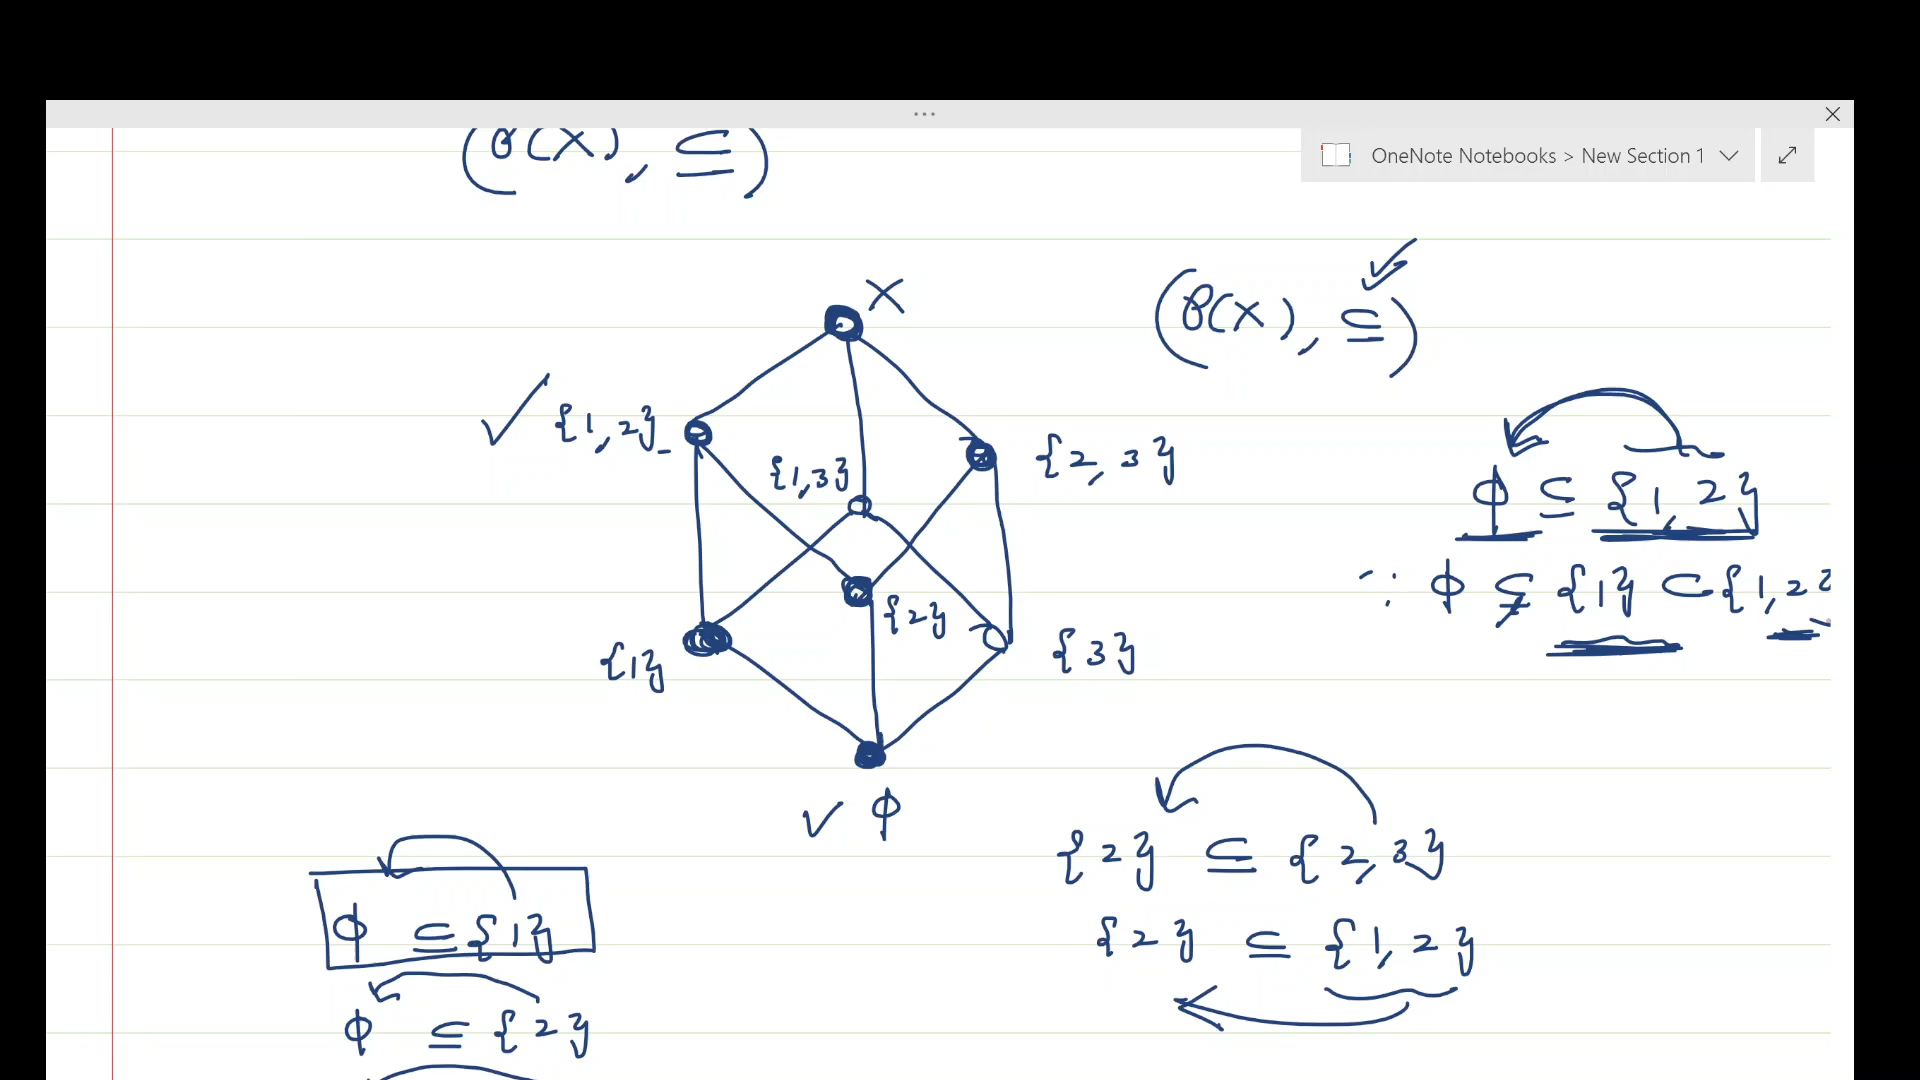 (P(X), ⊆)
OneNote Notebooks > New Section 1
X
(P(X), ⊆)
{1,2}
{2,3}
{1,3}
ϕ ⊆ {1,2}
∵ ϕ ⊊ {1} ⊂ {1,2}
{2}
{1}
{3}
ϕ
{2} ⊆ {2,3}
ϕ ⊆ {1}
{2} ⊆ {1,2}
ϕ ⊆ {2}